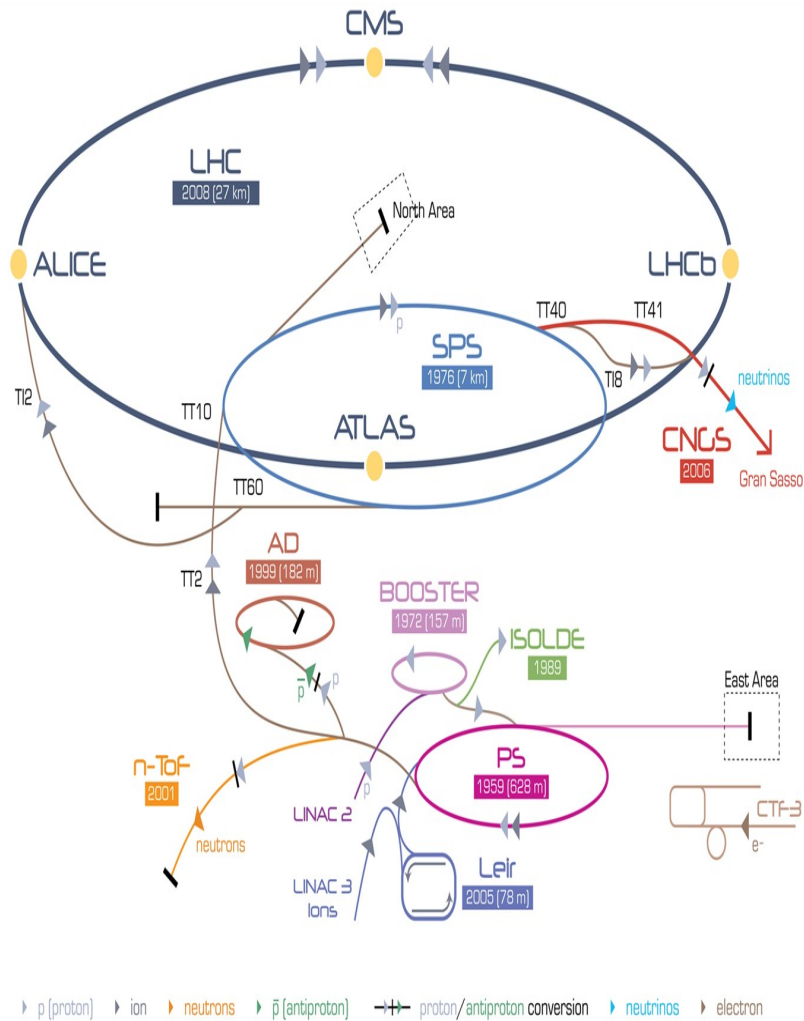 CMS
LHC
2008 (27 km)
North Area
ALICE
LHCb
TT40
TT41
SPS
1976 (7 km)
p
TI8
neutrinos
TI2
TT10
ATLAS
CNGS
2006
Gran Sasso
TT60
AD
1999 (182 m)
TT2
BOOSTER
1972 (157 m)
ISOLDE
1989
p̄
p
East Area
n-ToF
2001
PS
1959 (628 m)
p
LINAC 2
neutrons
CTF-3
e-
LINAC 3
Ions
Leir
2005 (78 m)
p (proton)
ion
neutrons
p̄ (antiproton)
proton/antiproton conversion
neutrinos
electron